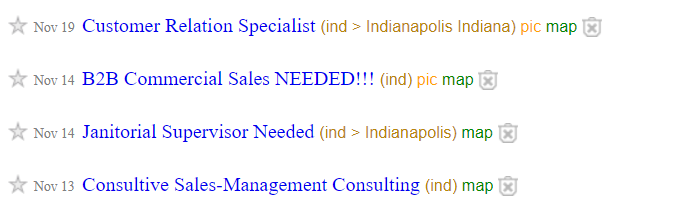 Nov 19 Customer Relation Specialist (ind > Indianapolis Indiana) pic map
Nov 14 B2B Commercial Sales NEEDED!!! (ind) pic map
Nov 14 Janitorial Supervisor Needed (ind > Indianapolis) map
Nov 13 Consultive Sales-Management Consulting (ind) map